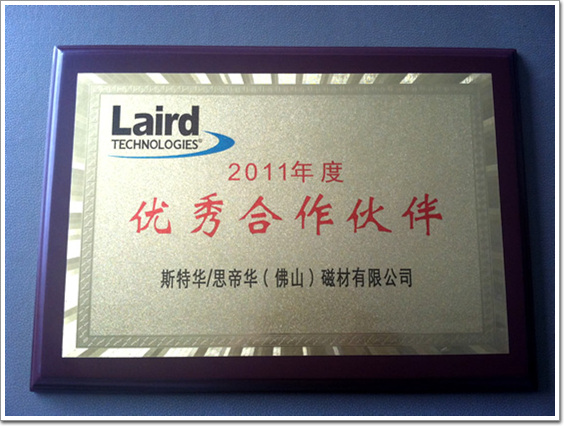 Laird
TECHNOLOGIES®
2011年度
优秀合作伙伴
斯特华/思帝华(佛山)磁材有限公司